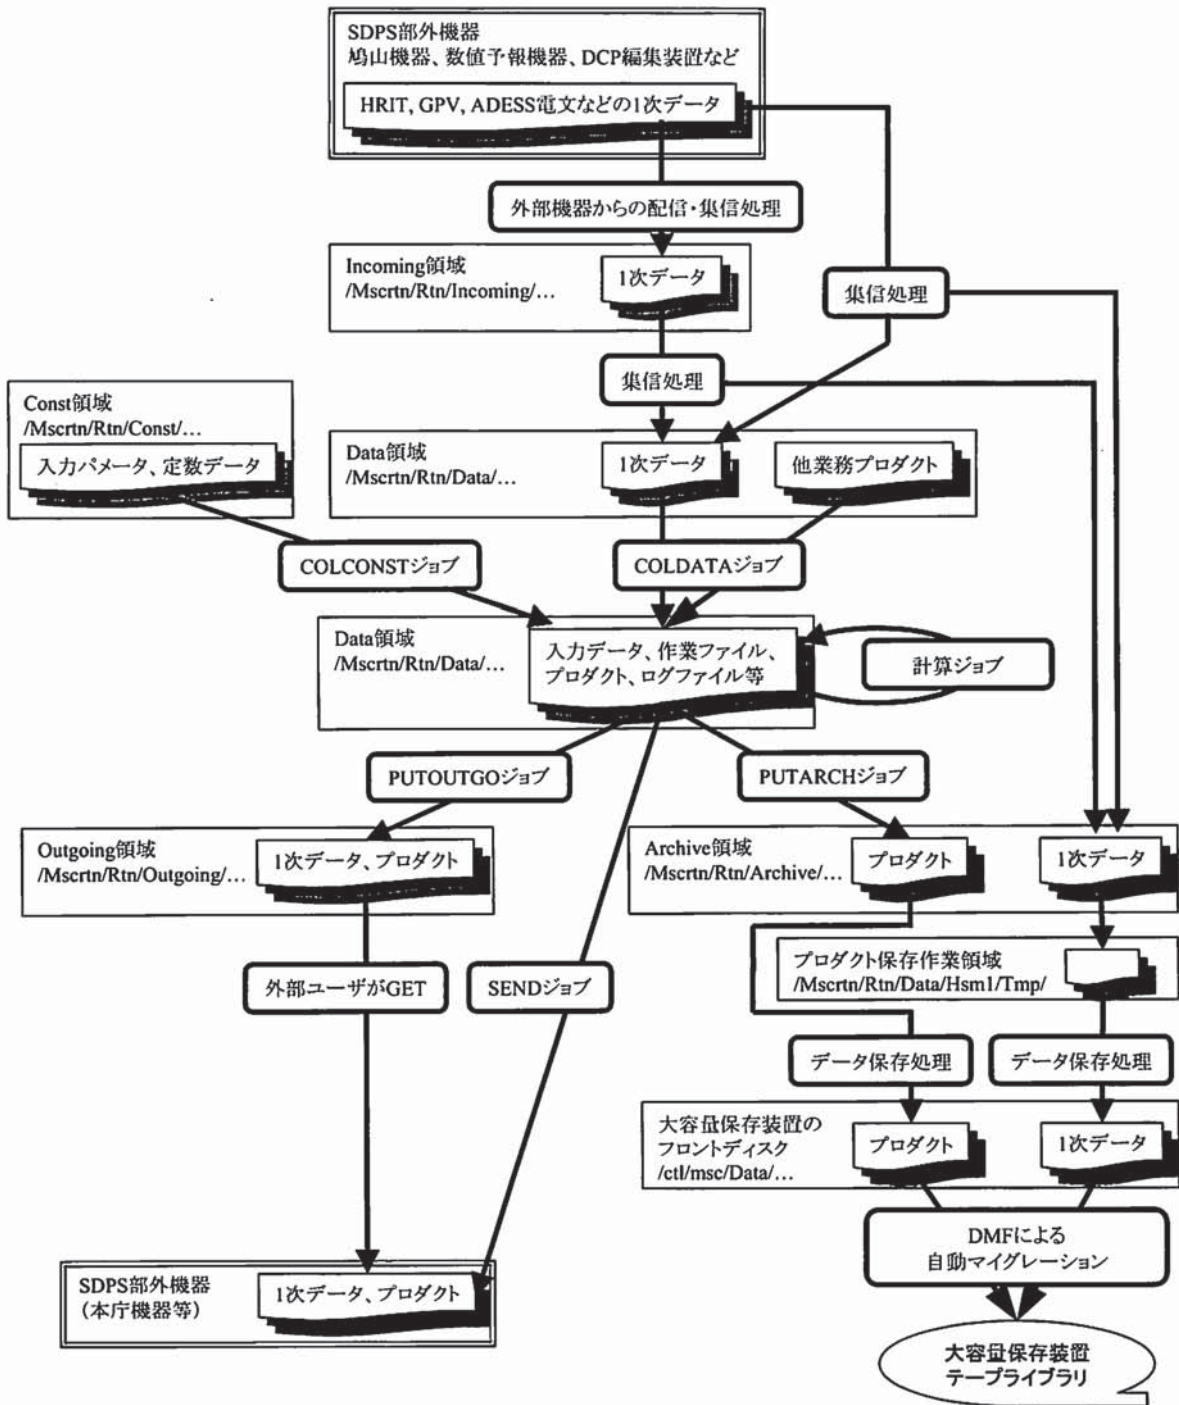 SDPS部外機器
鳩山機器、数値予報機器、DCP編集装置など
HRIT, GPV, ADESS電文などの1次データ
外部機器からの配信・集信処理
Incoming領域
/Mscrtn/Rtn/Incoming/…
1次データ
集信処理
集信処理
Const領域
/Mscrtn/Rtn/Const/…
入力パメータ、定数データ
Data領域
/Mscrtn/Rtn/Data/…
1次データ
他業務プロダクト
COLCONSTジョブ
COLDATAジョブ
Data領域
/Mscrtn/Rtn/Data/…
入力データ、作業ファイル、
プロダクト、ログファイル等
計算ジョブ
PUTOUTGOジョブ
PUTARCHジョブ
Outgoing領域
/Mscrtn/Rtn/Outgoing/…
1次データ、プロダクト
Archive領域
/Mscrtn/Rtn/Archive/…
プロダクト
1次データ
プロダクト保存作業領域
/Mscrtn/Rtn/Data/Hsm1/Tmp/
外部ユーザがGET
SENDジョブ
データ保存処理
データ保存処理
大容量保存装置の
フロントディスク
/ctl/msc/Data/…
プロダクト
1次データ
DMFによる
自動マイグレーション
SDPS部外機器
（本庁機器等）
1次データ、プロダクト
大容量保存装置
テープライブラリ